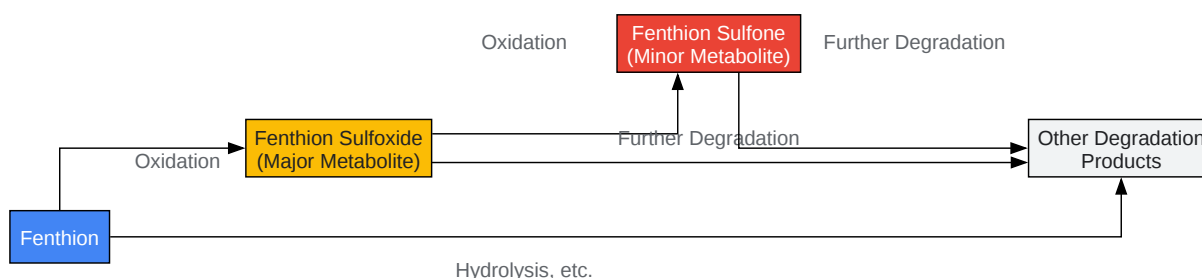 Oxidation
Fenthion Sulfone
(Minor Metabolite)
Further Degradation
Fenthion Sulfoxide
(Major Metabolite)
Further Degradation
Other Degradation
Products
Oxidation
Fenthion
Hydrolysis, etc.